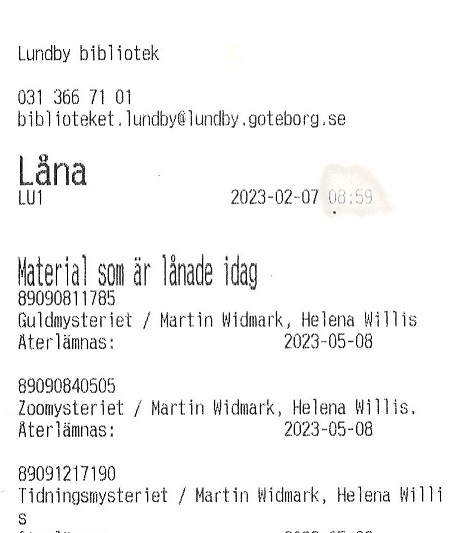 Lundby bibliotek
031 366 71 01
biblioteket.lundby@lundby.goteborg.se
Låna
LU1 2023-02-07 08:59
Material som är lånade idag
89090811785
Guldmysteriet / Martin Widmark, Helena Willis
Återlämnas: 2023-05-08
89090840505
Zoomysteriet / Martin Widmark, Helena Willis.
Återlämnas: 2023-05-08
89091217190
Tidningsmysteriet / Martin Widmark, Helena Willi
s